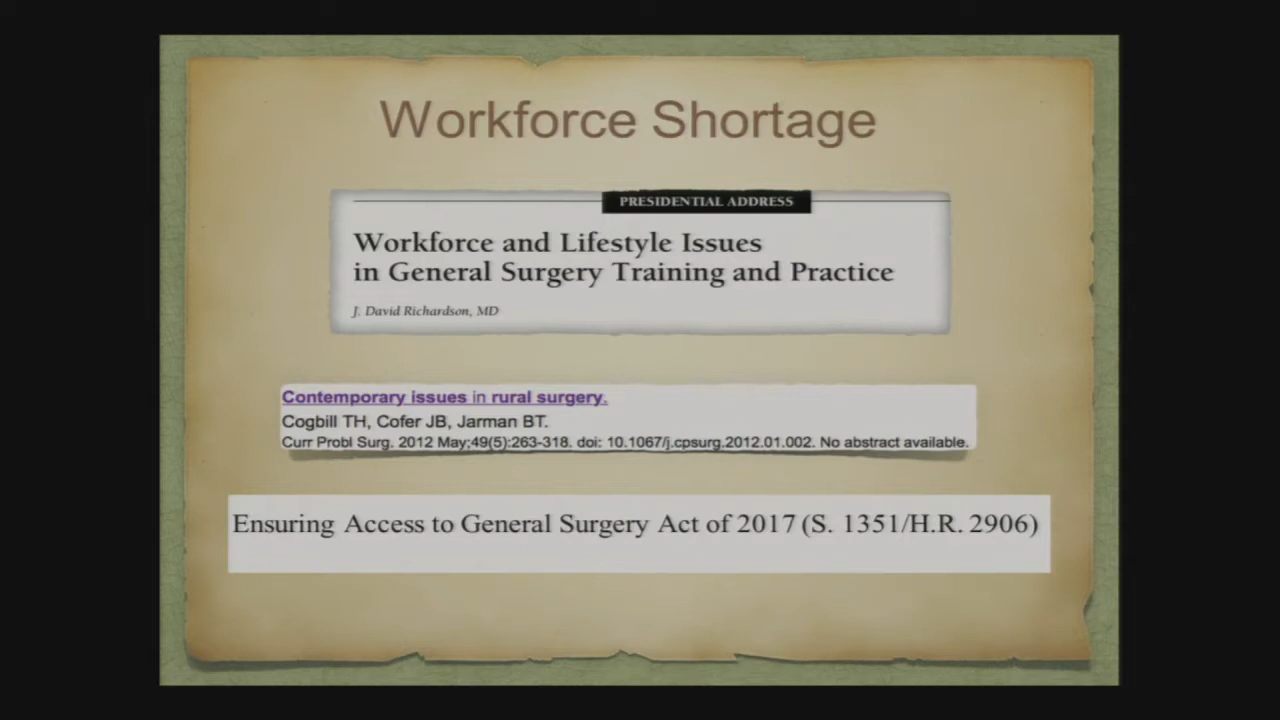 Workforce Shortage
PRESIDENTIAL ADDRESS
Workforce and Lifestyle Issues
in General Surgery Training and Practice
J. David Richardson, MD
Contemporary issues in rural surgery.
Cogbill TH, Cofer JB, Jarman BT.
Curr Probl Surg. 2012 May;49(5):263-318. doi: 10.1067/j.cpsurg.2012.01.002. No abstract available.
Ensuring Access to General Surgery Act of 2017 (S. 1351/H.R. 2906)